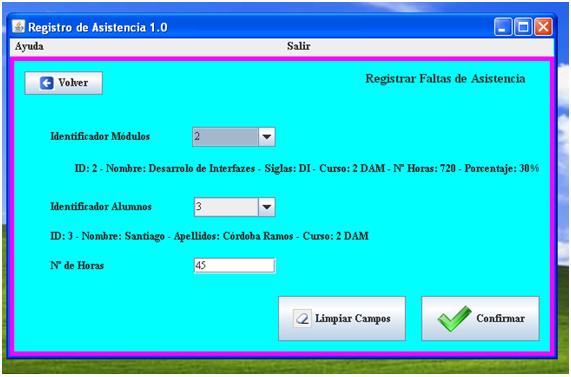 Registro de Asistencia 1.0
Ayuda Salir
Volver Registrar Faltas de Asistencia
Identificador Módulos 2
ID: 2 - Nombre: Desarrolo de Interfazes - Siglas: DI - Curso: 2 DAM - Nº Horas: 720 - Porcentaje: 30%
Identificador Alumnos 3
ID: 3 - Nombre: Santiago - Apellidos: Córdoba Ramos - Curso: 2 DAM
Nº de Horas 45
Limpiar Campos Confirmar